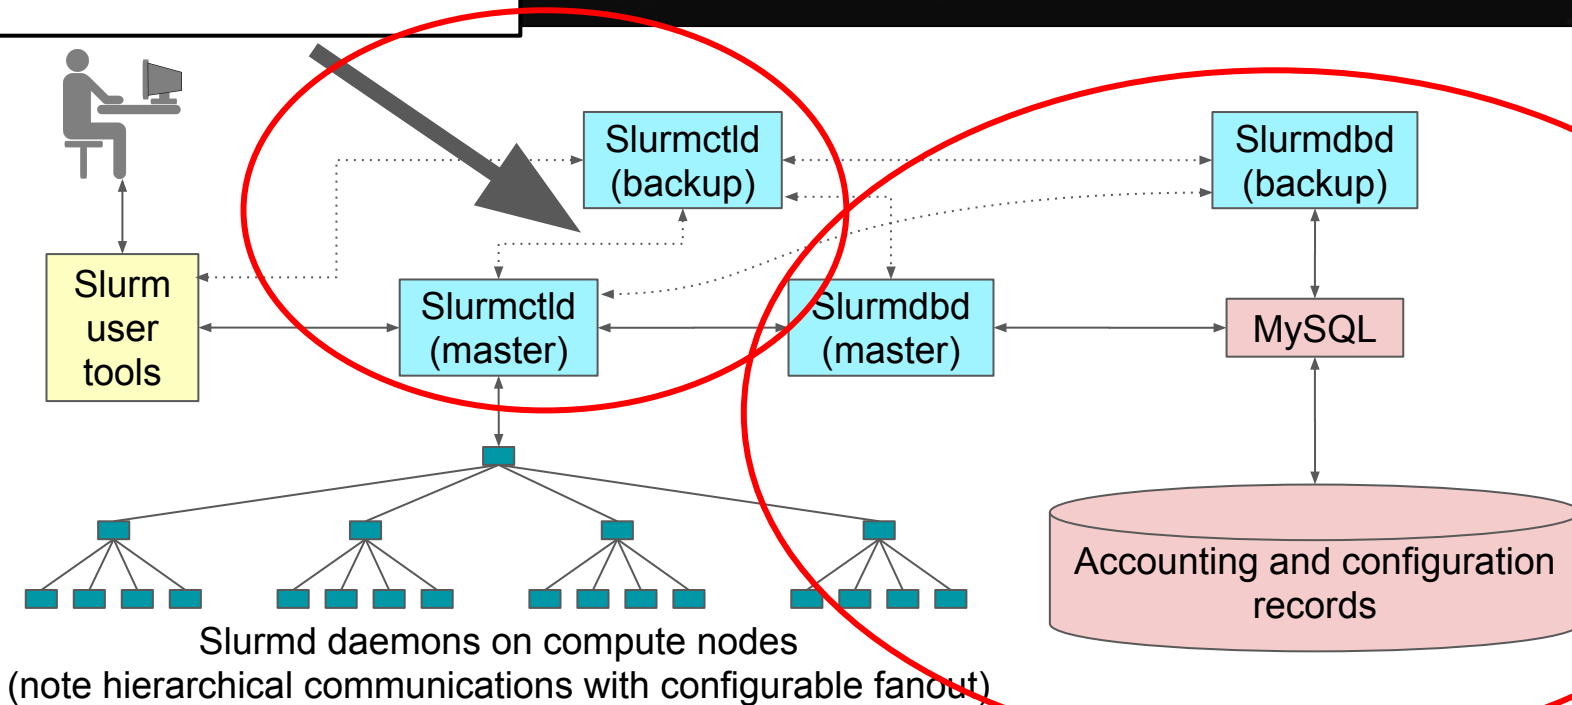 Slurmctld
(backup)
Slurmdbd
(backup)
Slurm
user
tools
Slurmctld
(master)
Slurmdbd
(master)
MySQL
Accounting and configuration
records
Slurmd daemons on compute nodes
(note hierarchical communications with configurable fanout)